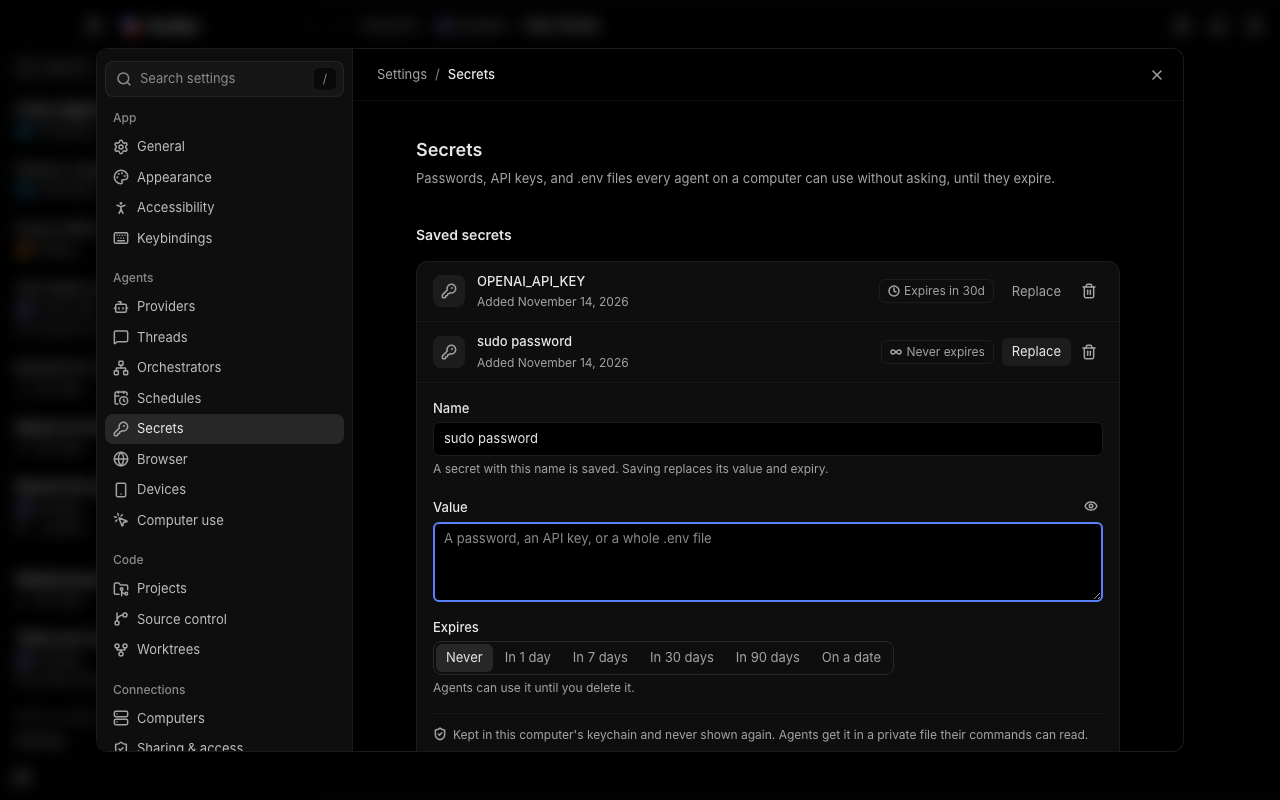 Search settings /
App
General
Appearance
Accessibility
Keybindings
Agents
Providers
Threads
Orchestrators
Schedules
Secrets
Browser
Devices
Computer use
Code
Projects
Source control
Worktrees
Connections
Computers
Sharing & access
Settings / Secrets
Secrets
Passwords, API keys, and .env files every agent on a computer can use without asking, until they expire.
Saved secrets
OPENAI_API_KEY
Added November 14, 2026
Expires in 30d
Replace
sudo password
Added November 14, 2026
Never expires
Replace
Name
sudo password
A secret with this name is saved. Saving replaces its value and expiry.
Value
A password, an API key, or a whole .env file
Expires
Never In 1 day In 7 days In 30 days In 90 days On a date
Agents can use it until you delete it.
Kept in this computer's keychain and never shown again. Agents get it in a private file their commands can read.